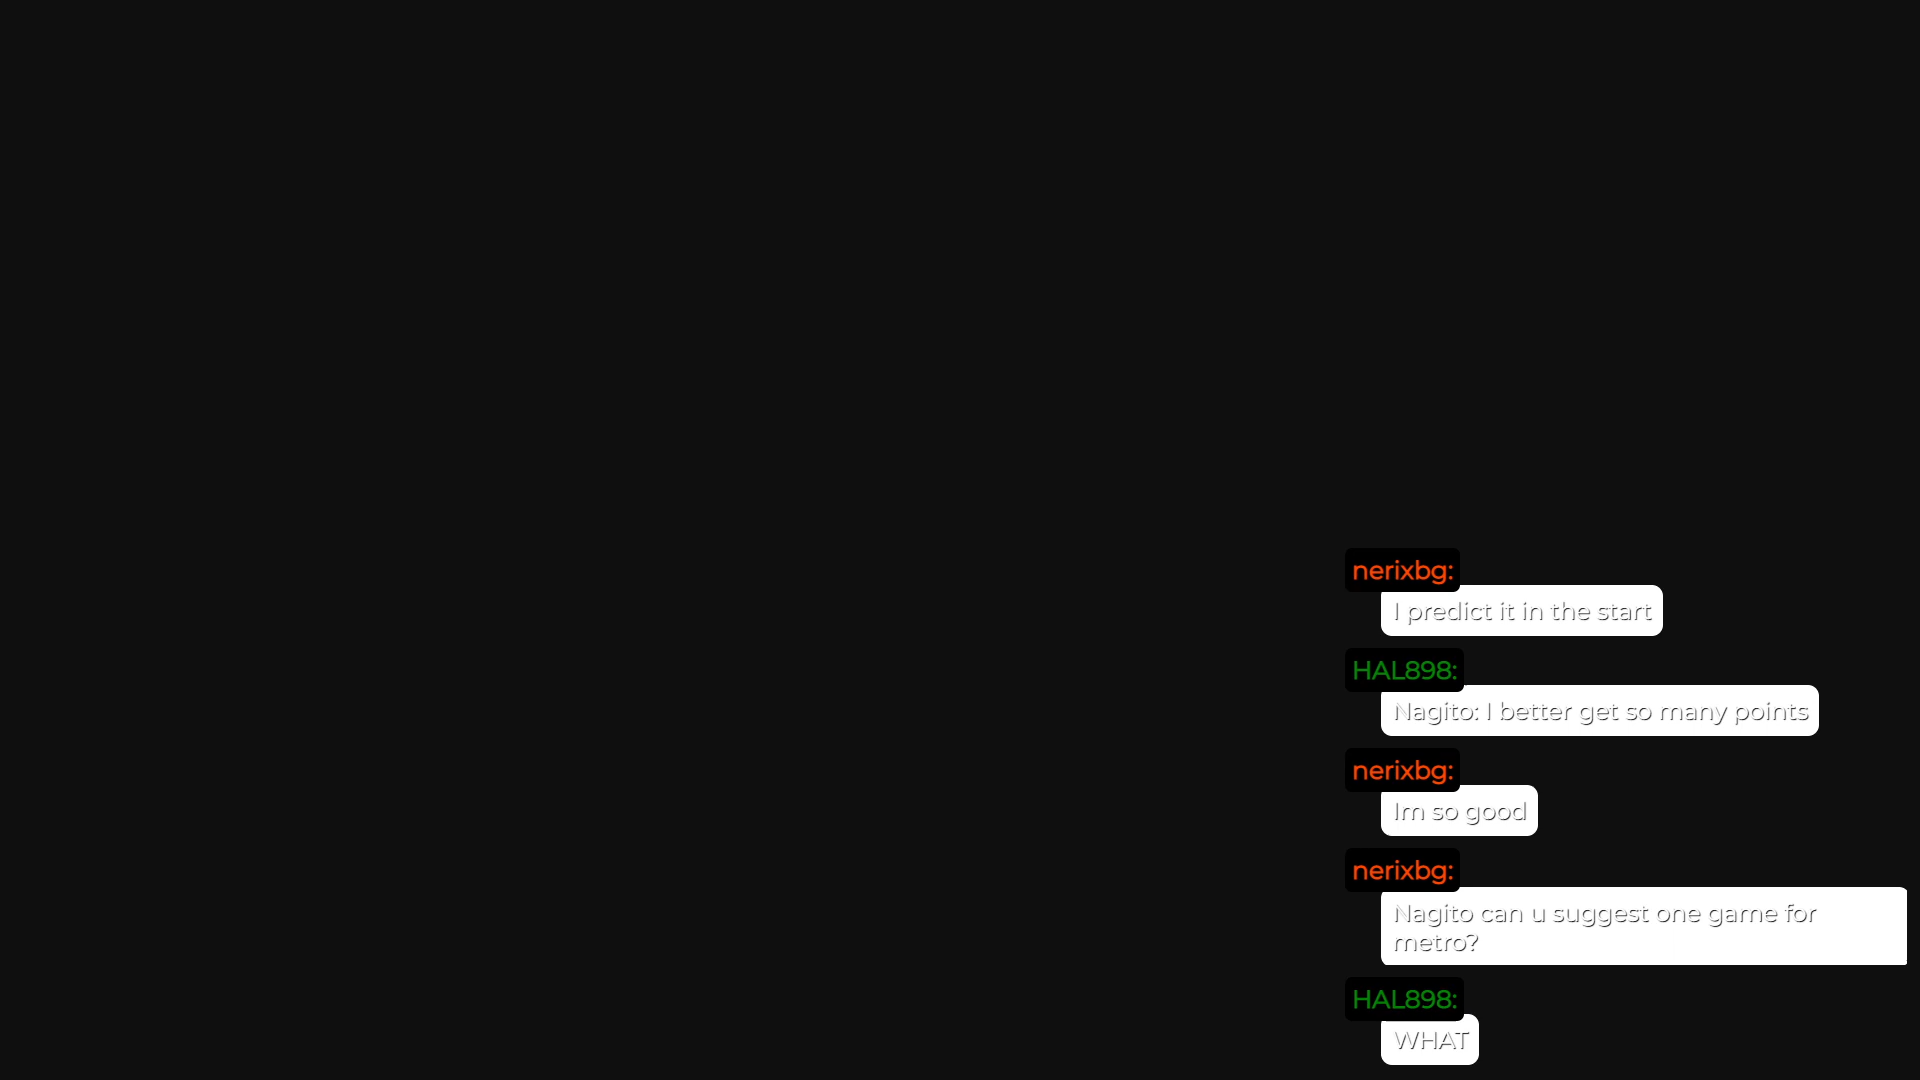 nerixbg:
I predict it in the start
HAL898:
Nagito: I better get so many points
nerixbg:
Im so good
nerixbg:
Nagito can u suggest one game for
metro?
HAL898:
WHAT